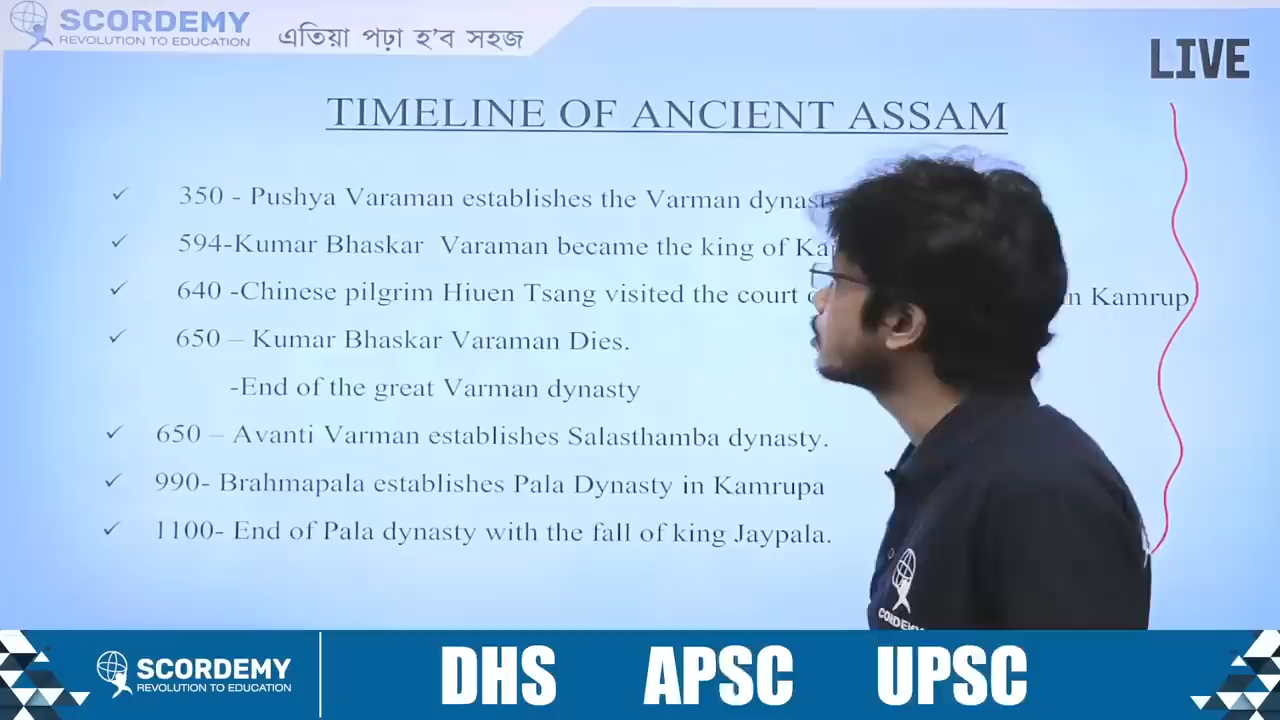 SCORDEMY
REVOLUTION TO EDUCATION
এতিয়া পঢ়া হ'ব সহজ
LIVE
TIMELINE OF ANCIENT ASSAM
350 - Pushya Varaman establishes the Varman dynasty
594-Kumar Bhaskar Varaman became the king of
640 -Chinese pilgrim Hiuen Tsang visited the court Kamrup
650 – Kumar Bhaskar Varaman Dies.
-End of the great Varman dynasty
650 – Avanti Varman establishes Salasthamba dynasty.
990- Brahmapala establishes Pala Dynasty in Kamrupa
1100- End of Pala dynasty with the fall of king Jaypala.
SCORDEMY
SCORDEMY
REVOLUTION TO EDUCATION
DHS APSC UPSC